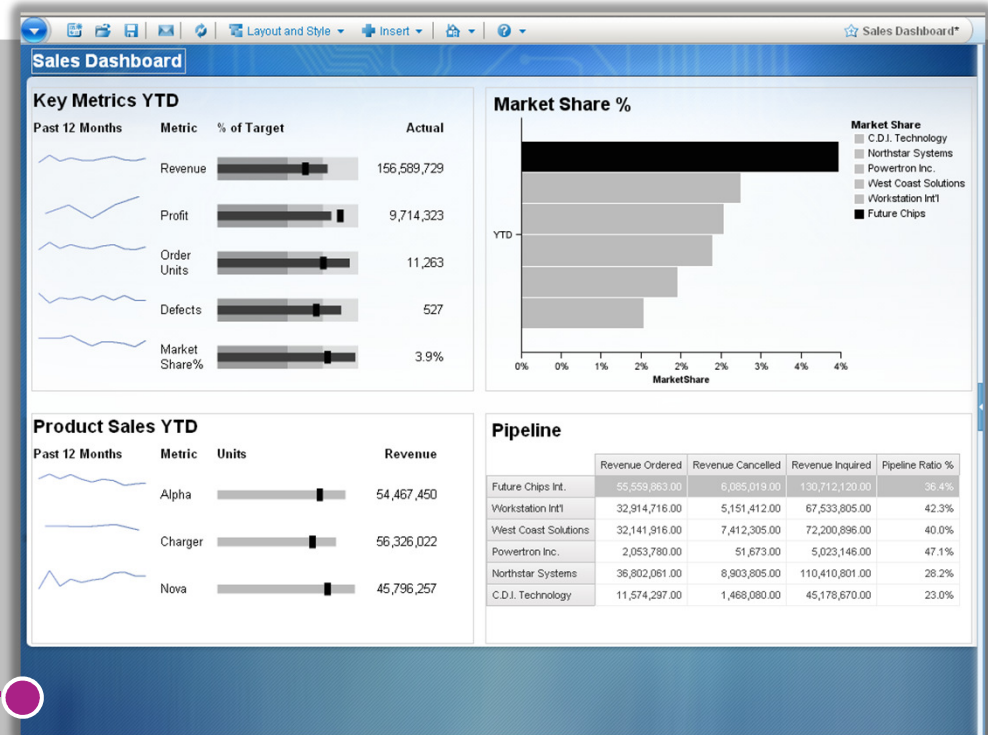 Layout and Style
Insert
Sales Dashboard*
Sales Dashboard
Key Metrics YTD
Past 12 Months Metric % of Target Actual
Revenue 156,589,729
Profit 9,714,323
Order
Units 11,263
Defects 527
Market
Share% 3.9%
Market Share %
YTD
0% 0% 1% 2% 2% 2% 3% 4% 4%
MarketShare
Market Share
C.D.I. Technology
Northstar Systems
Powertron Inc.
West Coast Solutions
Workstation Int'l
Future Chips
Product Sales YTD
Past 12 Months Metric Units Revenue
Alpha 54,467,450
Charger 56,326,022
Nova 45,796,257
Pipeline
Revenue Ordered Revenue Cancelled Revenue Inquired Pipeline Ratio %
Future Chips Int. 55,559,863.00 6,085,019.00 130,712,120.00 36.4%
Workstation Int'l 32,914,716.00 5,151,412.00 67,533,805.00 42.3%
West Coast Solutions 32,141,916.00 7,412,305.00 72,200,896.00 40.0%
Powertron Inc. 2,053,780.00 51,673.00 5,023,146.00 47.1%
Northstar Systems 36,802,061.00 8,903,805.00 110,410,801.00 28.2%
C.D.I. Technology 11,574,297.00 1,468,080.00 45,178,670.00 23.0%